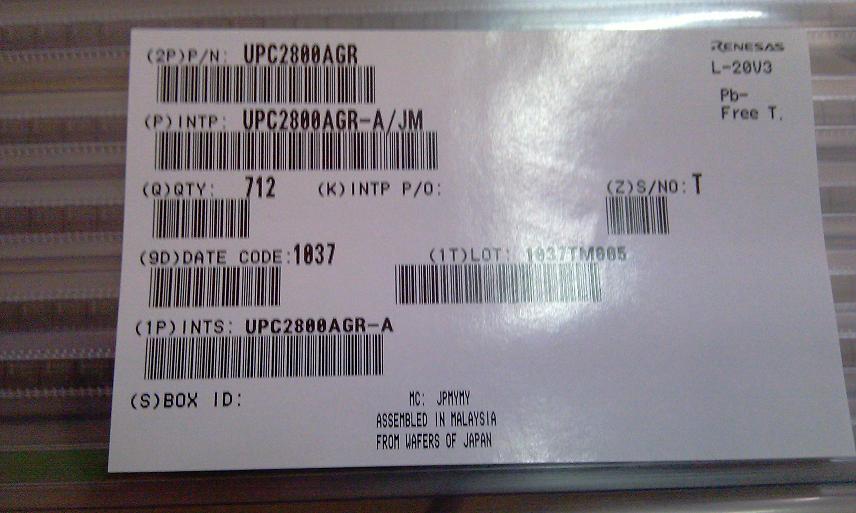 (2P)P/N: UPC2800AGR
RENESAS
L-20V3
Pb-
Free T.
(P)INTP: UPC2800AGR-A/JM
(Q)QTY: 712 (K)INTP P/O: (Z)S/NO: T
(9D)DATE CODE:1037 (1T)LOT: 1037TM005
(1P)INTS: UPC2800AGR-A
(S)BOX ID:
MC: JPMYMY
ASSEMBLED IN MALAYSIA
FROM WAFERS OF JAPAN